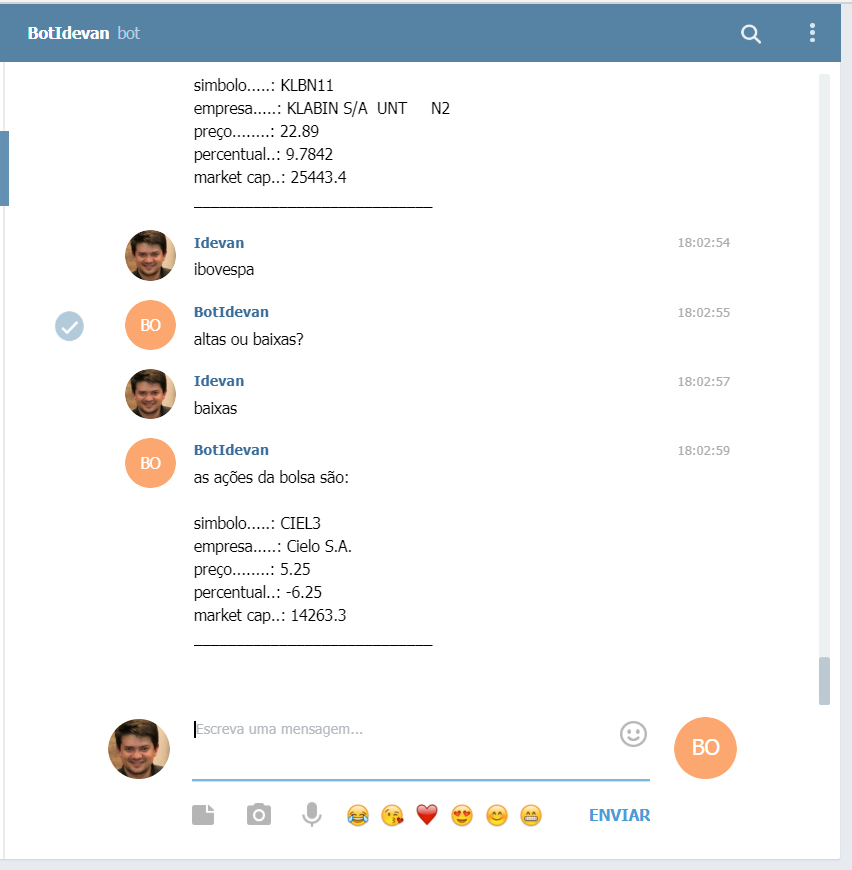 BotIdevan bot
simbolo.....: KLBN11
empresa.....: KLABIN S/A UNT N2
preço........: 22.89
percentual..: 9.7842
market cap..: 25443.4
____________________________
Idevan 18:02:54
ibovespa
BO BotIdevan 18:02:55
altas ou baixas?
Idevan 18:02:57
baixas
BO BotIdevan 18:02:59
as ações da bolsa são:
simbolo.....: CIEL3
empresa.....: Cielo S.A.
preço........: 5.25
percentual..: -6.25
market cap..: 14263.3
____________________________
Escreva uma mensagem...
BO
ENVIAR